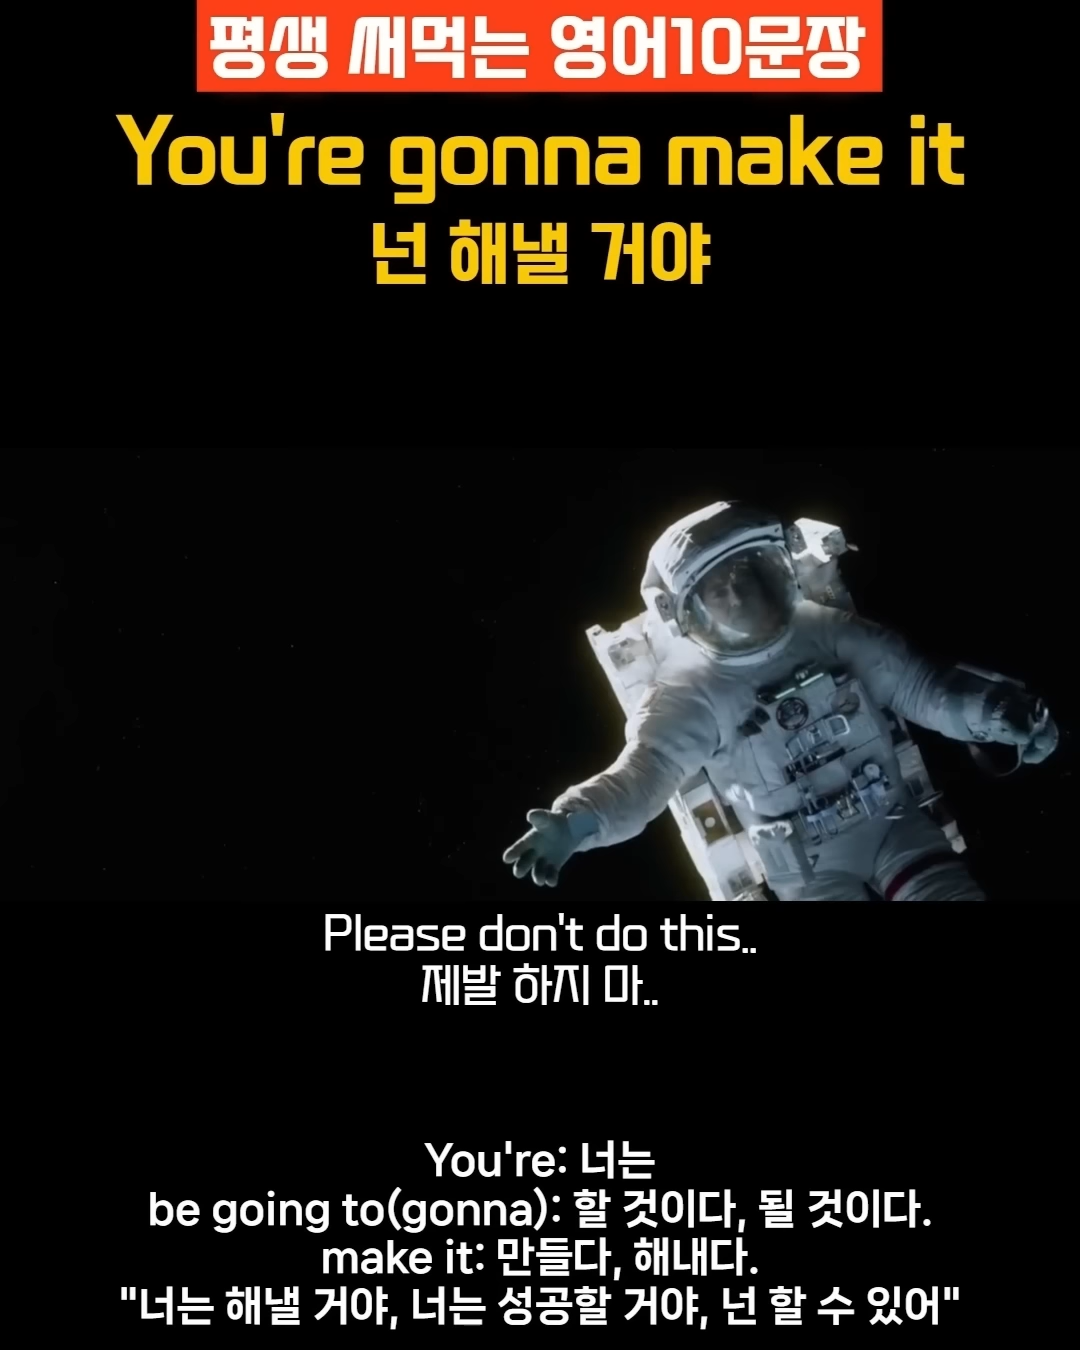 평생 써먹는 영어10문장
You're gonna make it
넌 해낼 거야
Please don't do this..
제발 하지 마..
You're: 너는
be going to(gonna): 할 것이다, 될 것이다.
make it: 만들다, 해내다.
"너는 해낼 거야, 너는 성공할 거야, 넌 할 수 있어"